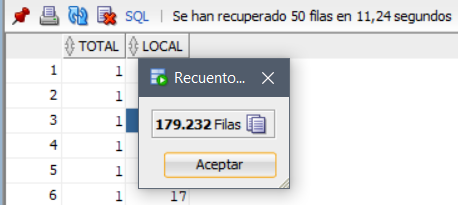 SQL | Se han recuperado 50 filas en 11,24 segundos
TOTAL LOCAL
Recuento...
1 1
2 1
179.232 Filas
3 1
4 1
Aceptar
5 1
6 1 17